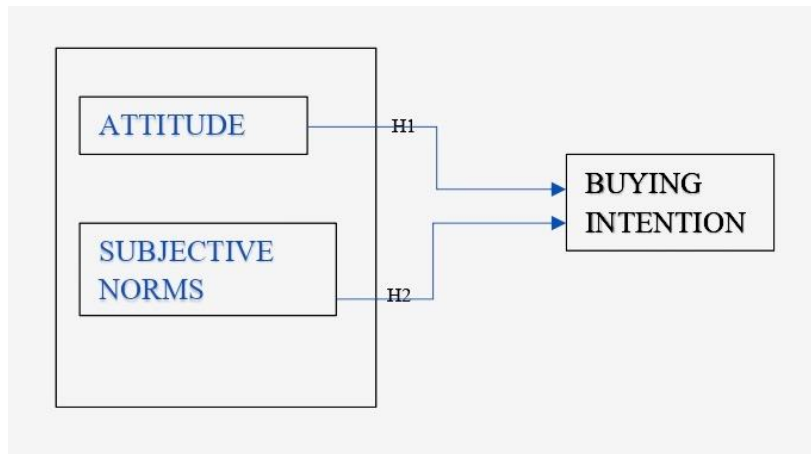 ATTITUDE
H1
BUYING
INTENTION
SUBJECTIVE
NORMS
H2